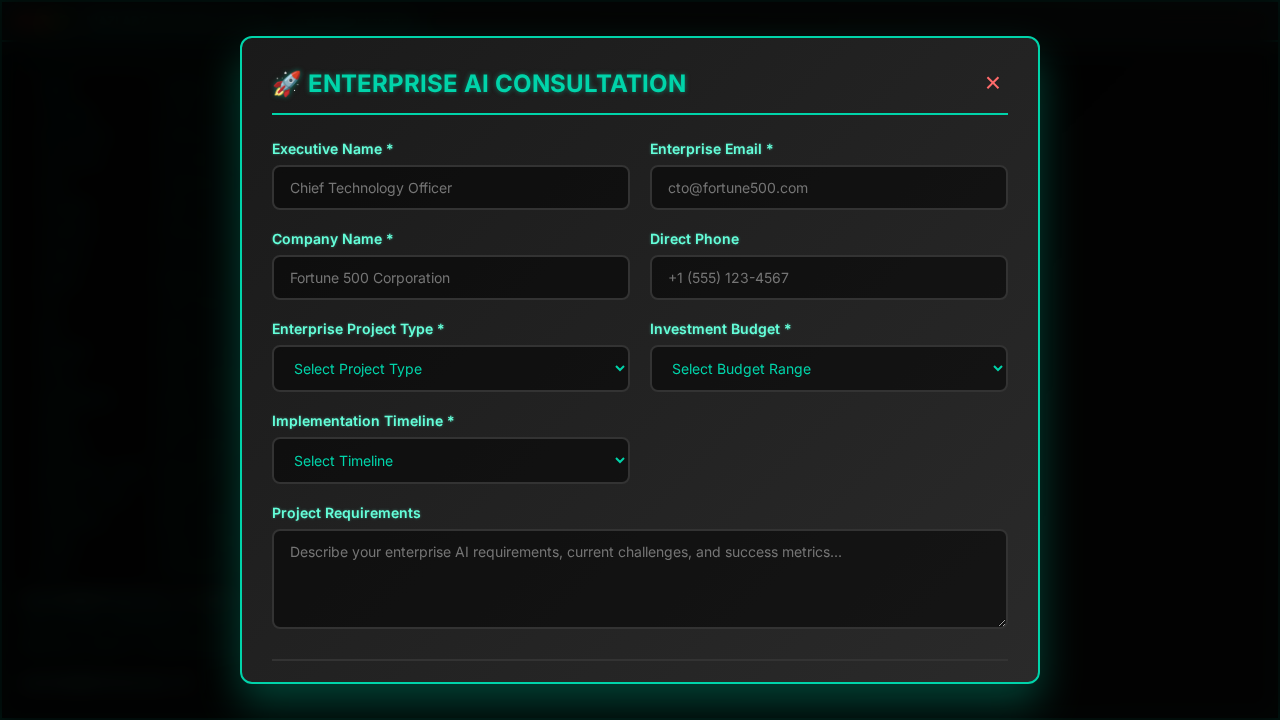 🚀 ENTERPRISE AI CONSULTATION
✕
Executive Name *
Enterprise Email *
Chief Technology Officer
cto@fortune500.com
Company Name *
Direct Phone
Fortune 500 Corporation
+1 (555) 123-4567
Enterprise Project Type *
Investment Budget *
Select Project Type
Select Budget Range
Implementation Timeline *
Select Timeline
Project Requirements
Describe your enterprise AI requirements, current challenges, and success metrics...